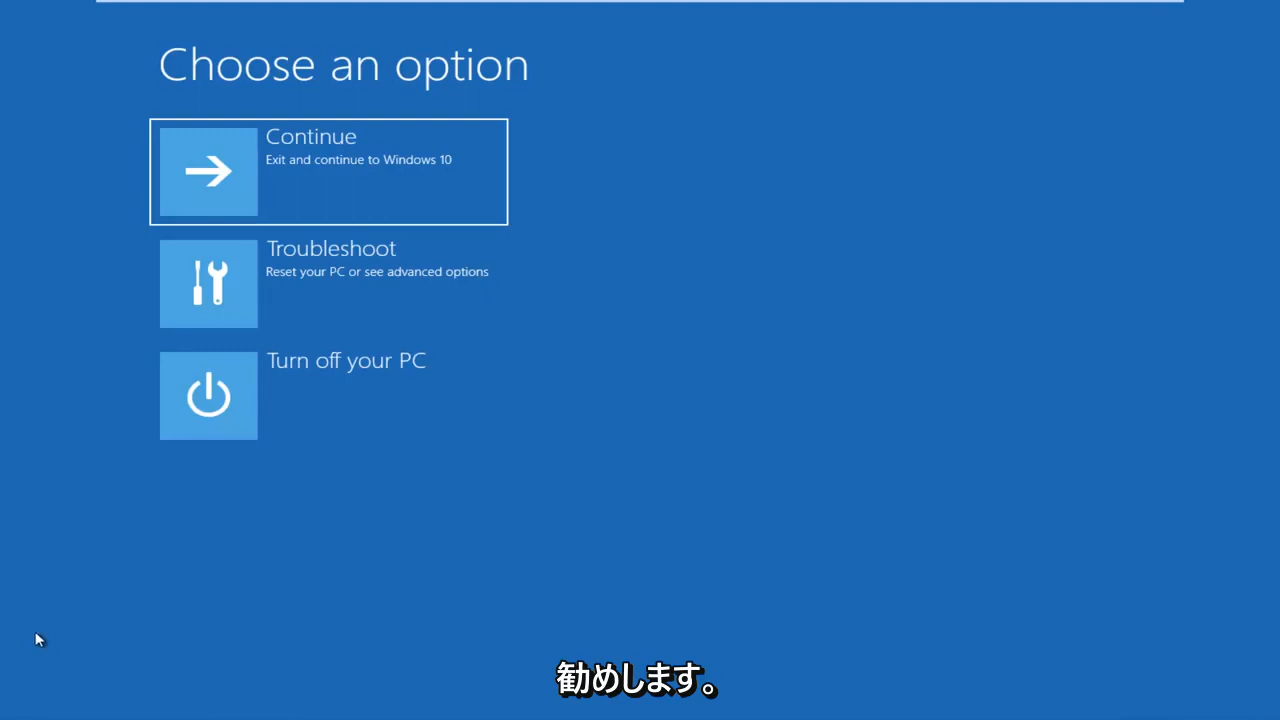 Choose an option
Continue
Exit and continue to Windows 10
Troubleshoot
Reset your PC or see advanced options
Turn off your PC
勧めします。